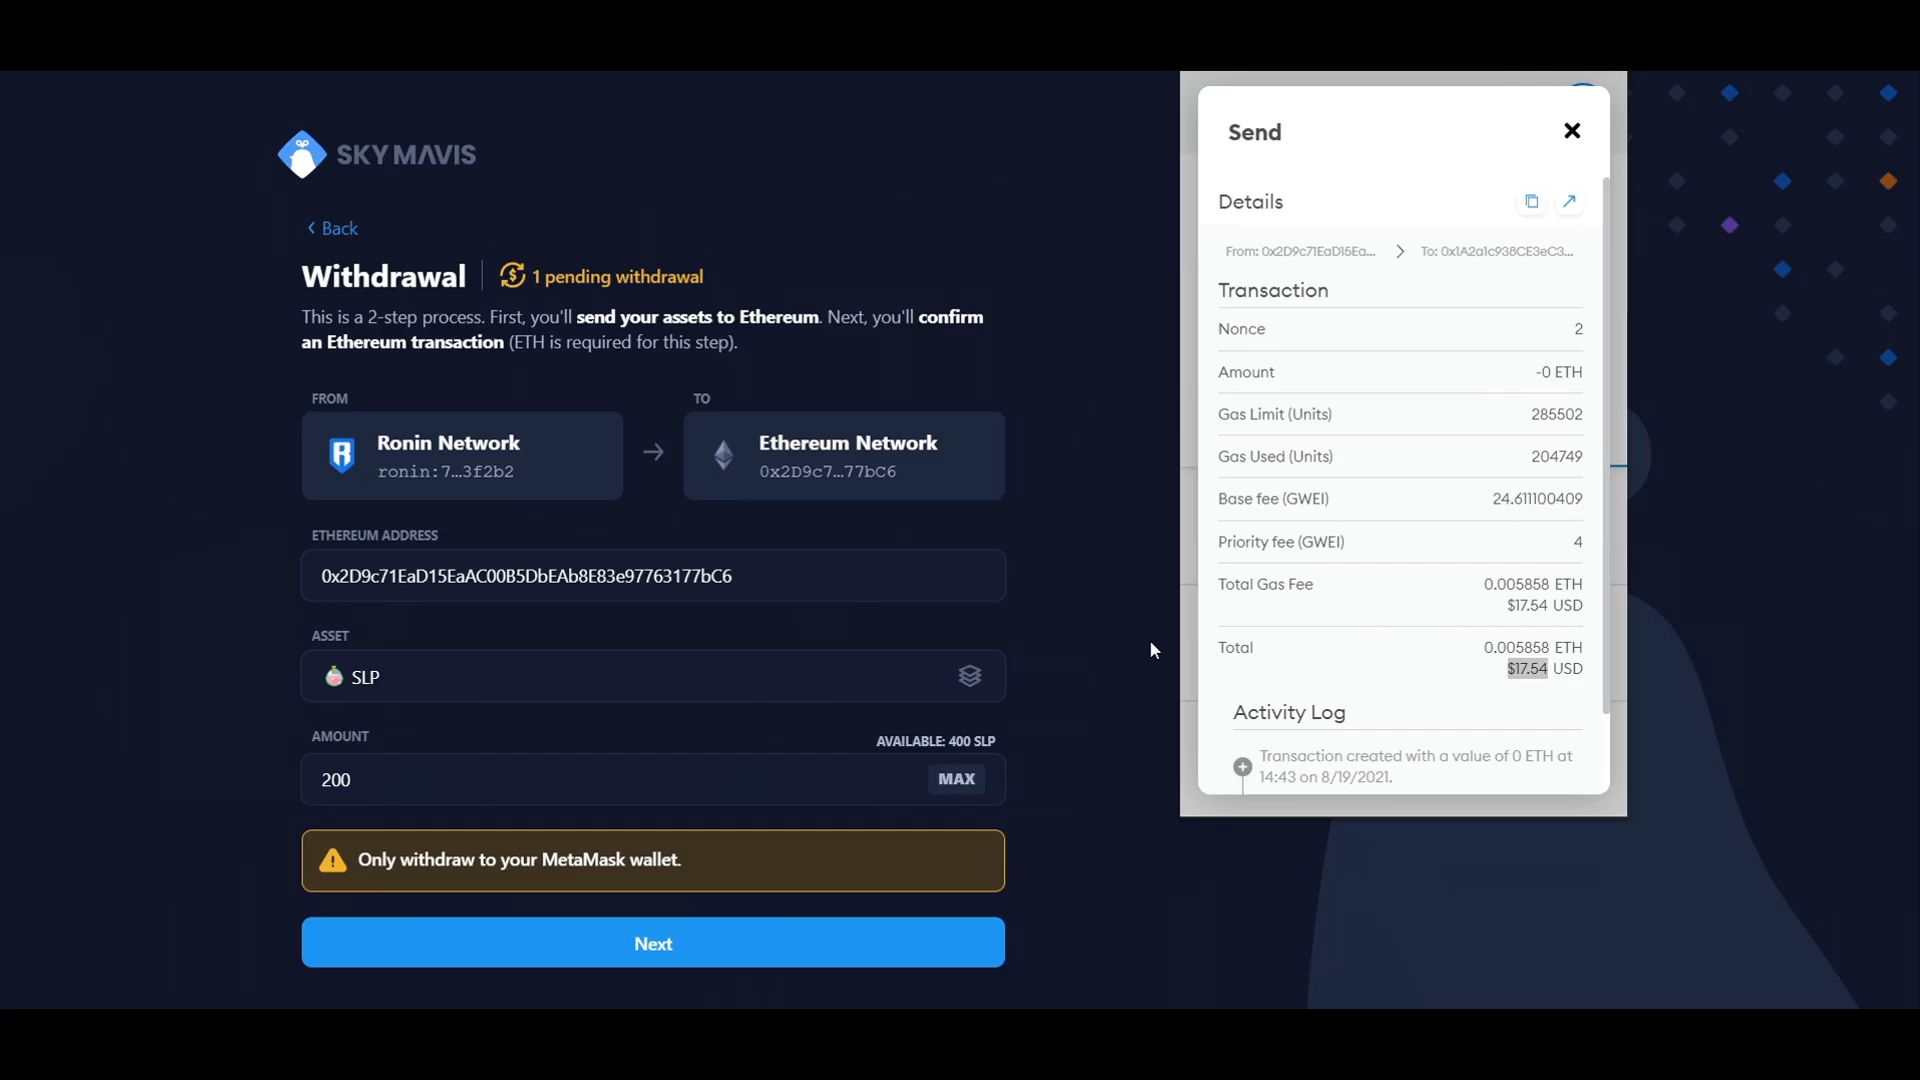 SKY MAVIS
Back
Withdrawal
1 pending withdrawal
This is a 2-step process. First, you'll send your assets to Ethereum. Next, you'll confirm
an Ethereum transaction (ETH is required for this step).
FROM
Ronin Network
ronin:7…3f2b2
TO
Ethereum Network
0x2D9c7…77bC6
ETHEREUM ADDRESS
0x2D9c71EaD15EaAC00B5DbEAb8E83e97763177bC6
ASSET
SLP
AMOUNT
AVAILABLE: 400 SLP
200
MAX
Only withdraw to your MetaMask wallet.
Next
Send
Details
From: 0x2D9c71EaD15Ea...
To: 0x1A2a1c938CE3eC3...
Transaction
Nonce 2
Amount -0 ETH
Gas Limit (Units) 285502
Gas Used (Units) 204749
Base fee (GWEI) 24.611100409
Priority fee (GWEI) 4
Total Gas Fee 0.005858 ETH
$17.54 USD
Total 0.005858 ETH
$17.54 USD
Activity Log
Transaction created with a value of 0 ETH at
14:43 on 8/19/2021.